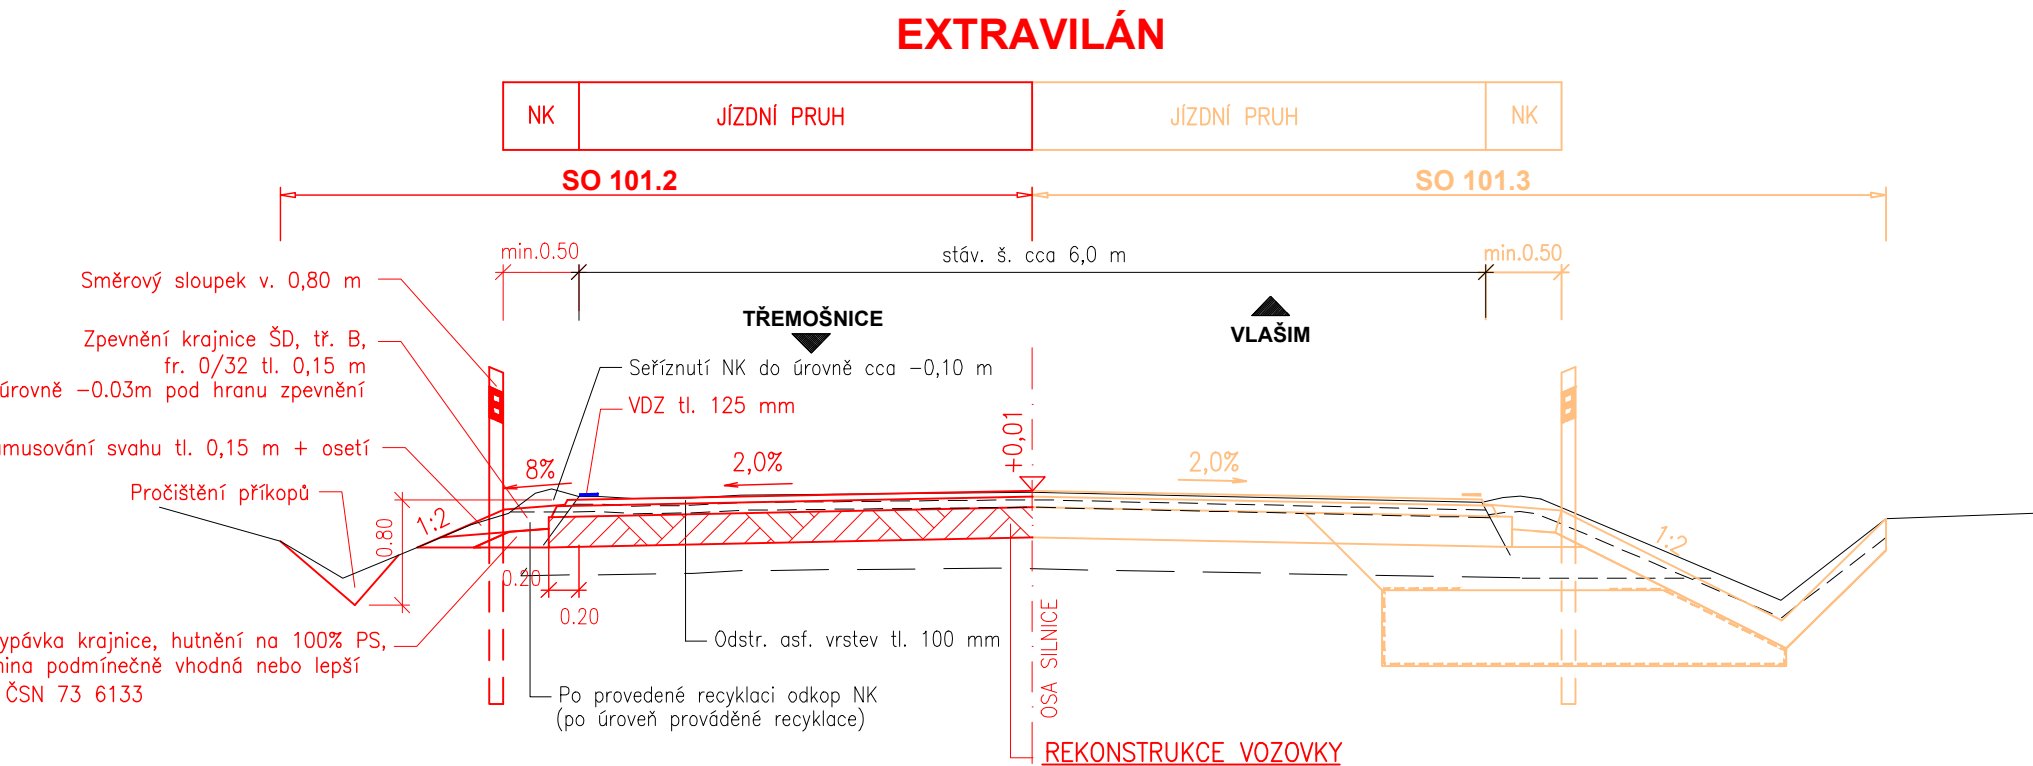 EXTRAVILÁN
NK
JÍZDNÍ PRUH
JÍZDNÍ PRUH
NK
SO 101.2
SO 101.3
min.0.50
stáv. š. cca 6,0 m
min.0.50
Směrový sloupek v. 0,80 m
TŘEMOŠNICE
VLAŠIM
Zpevnění krajnice ŠD, tř. B,
fr. 0/32 tl. 0,15 m
úrovně -0.03m pod hranu zpevnění
Seříznutí NK do úrovně cca -0,10 m
VDZ tl. 125 mm
+0,01
svahu tl. 0,15 m + osetí
8%
2,0%
2,0%
Pročištění příkopů
1:2
0.80
1:2
0.20
0.20
krajnice, hutnění na 100% PS,
podmínečně vhodná nebo lepší
ČSN 73 6133
Odstr. asf. vrstev tl. 100 mm
OSA SILNICE
Po provedené recyklaci odkop NK
(po úroveň prováděné recyklace)
REKONSTRUKCE VOZOVKY